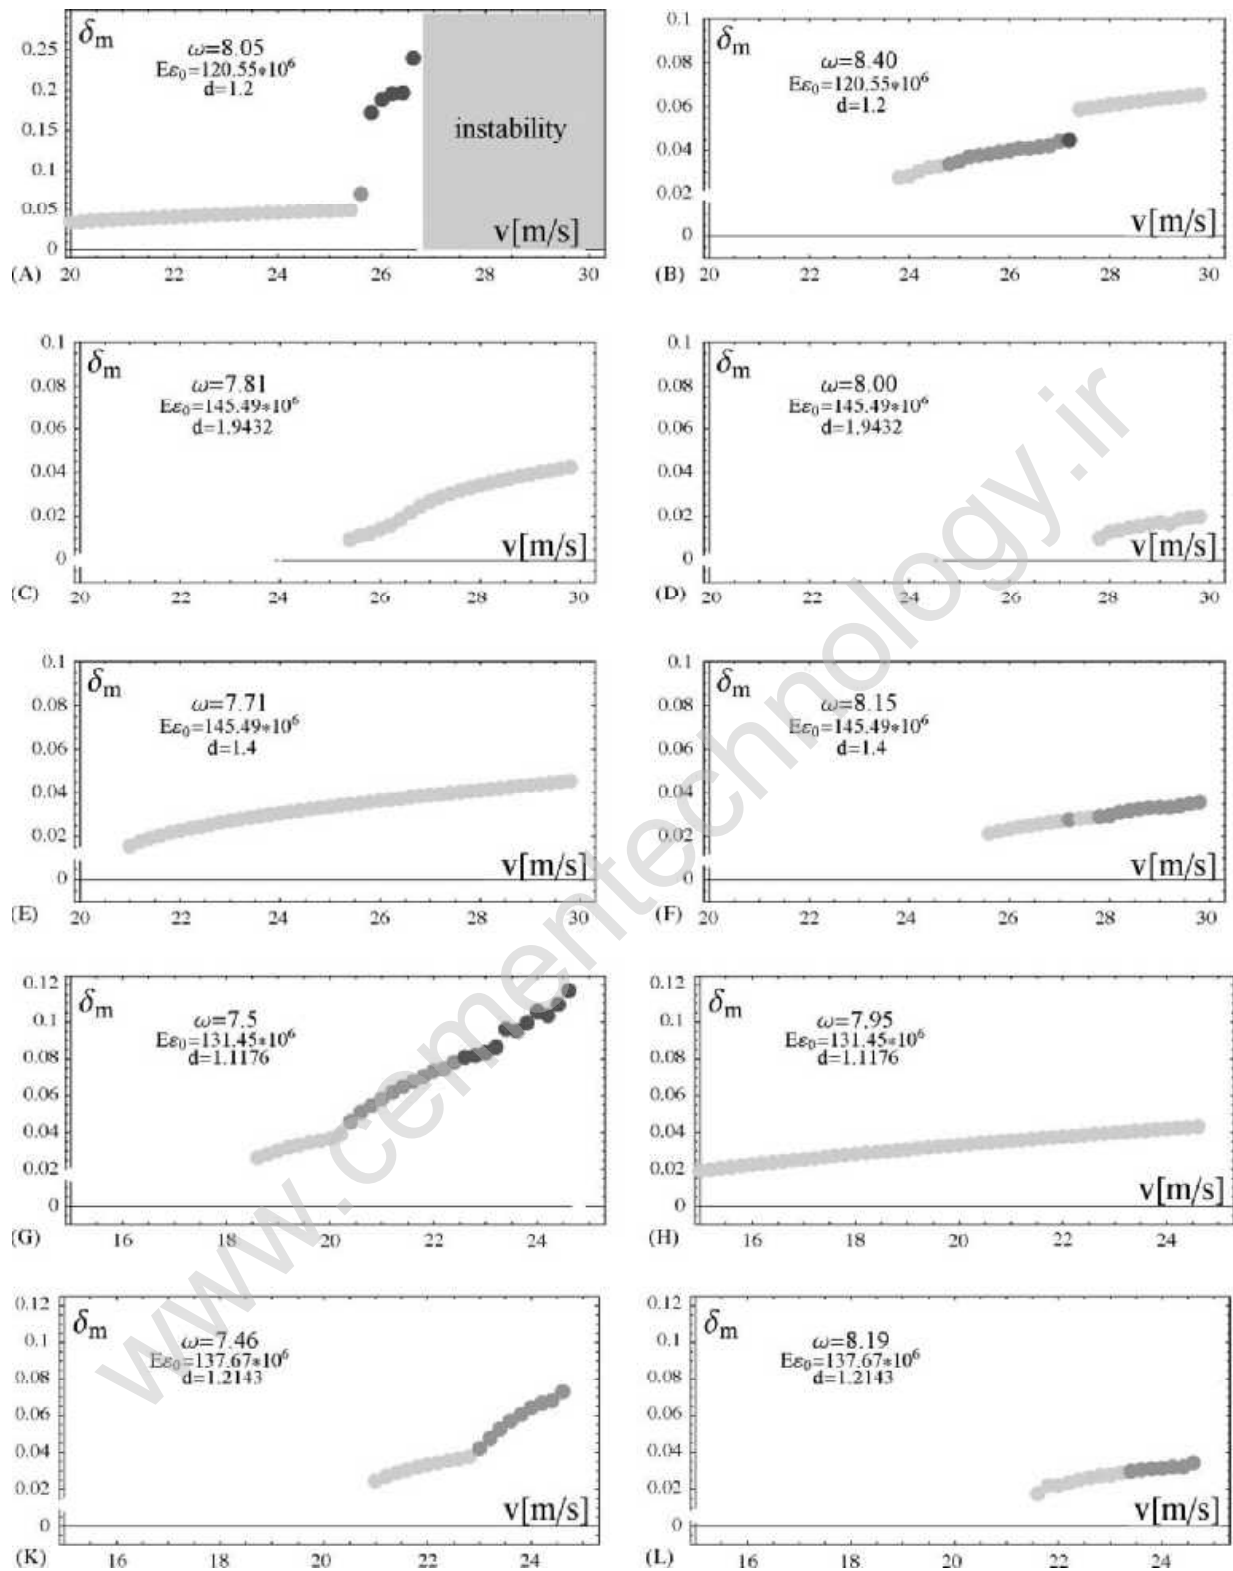 δm
ω=8.05
Eε0=120.55*10^6
d=1.2
instability
v[m/s]
0.25
0.2
0.15
0.1
0.05
0
(A)
20 22 24 26 28 30
δm
ω=8.40
Eε0=120.55*10^6
d=1.2
v[m/s]
0.1
0.08
0.06
0.04
0.02
0
(B)
20 22 24 26 28 30
δm
ω=7.81
Eε0=145.49*10^6
d=1.9432
v[m/s]
0.1
0.08
0.06
0.04
0.02
0
(C)
20 22 24 26 28 30
δm
ω=8.00
Eε0=145.49*10^6
d=1.9432
v[m/s]
0.1
0.08
0.06
0.04
0.02
0
(D)
20 22 24 26 28 30
δm
ω=7.71
Eε0=145.49*10^6
d=1.4
v[m/s]
0.1
0.08
0.06
0.04
0.02
0
(E)
20 22 24 26 28 30
δm
ω=8.15
Eε0=145.49*10^6
d=1.4
v[m/s]
0.1
0.08
0.06
0.04
0.02
0
(F)
20 22 24 26 28 30
δm
ω=7.5
Eε0=131.45*10^6
d=1.1176
0.12
0.1
0.08
0.06
0.04
0.02
0
(G)
16 18 20 22 24
δm
ω=7.95
Eε0=131.45*10^6
d=1.1176
v[m/s]
0.12
0.1
0.08
0.06
0.04
0.02
0
(H)
16 18 20 22 24
δm
ω=7.46
Eε0=137.67*10^6
d=1.2143
v[m/s]
0.12
0.1
0.08
0.06
0.04
0.02
0
(K)
16 18 20 22 24
δm
ω=8.19
Eε0=137.67*10^6
d=1.2143
v[m/s]
0.12
0.1
0.08
0.06
0.04
0.02
0
(L)
16 18 20 22 24
www.cementechnology.ir